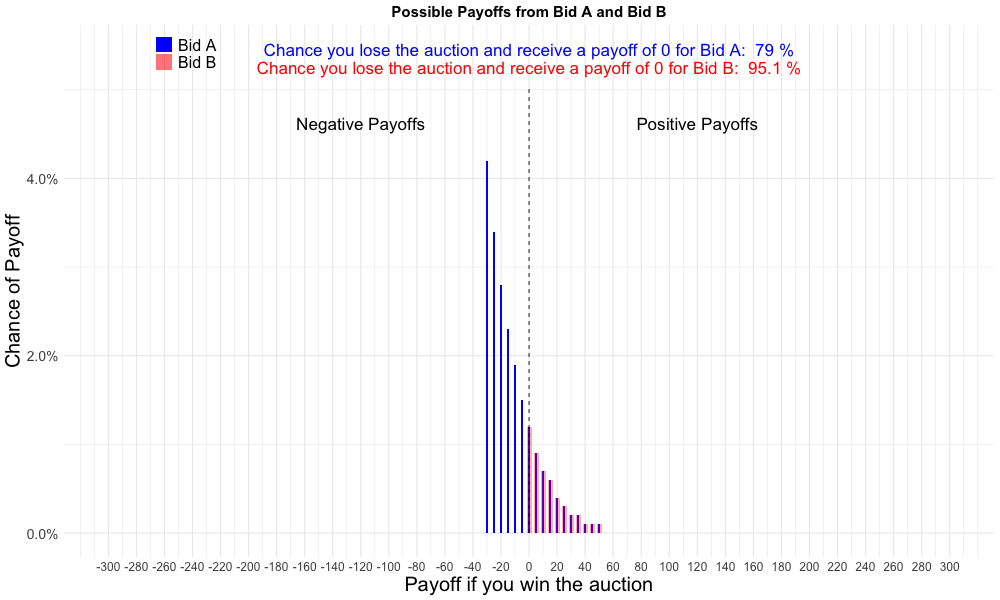 Possible Payoffs from Bid A and Bid B
Bid A
Bid B
Chance you lose the auction and receive a payoff of 0 for Bid A:  79 %
Chance you lose the auction and receive a payoff of 0 for Bid B:  95.1 %
Negative Payoffs
Positive Payoffs
Chance of Payoff
4.0%
2.0%
0.0%
-300 -280 -260 -240 -220 -200 -180 -160 -140 -120 -100 -80 -60 -40 -20 0 20 40 60 80 100 120 140 160 180 200 220 240 260 280 300
Payoff if you win the auction